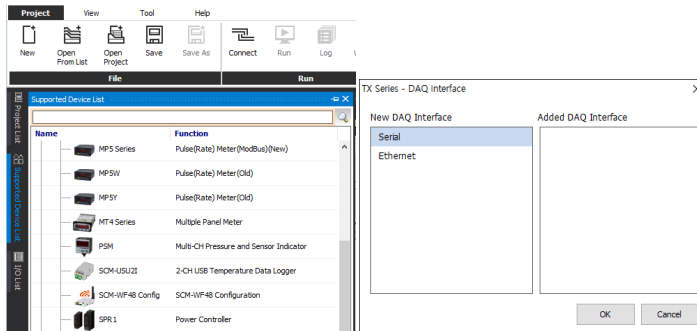 Project View Tool Help
New Open From List Open Project Save Save As Connect Run Log
File Run
Project List
Supported Device List
I/O List
Supported Device List
Name Function
MP5 Series Pulse(Rate) Meter(ModBus)(New)
MP5W Pulse(Rate) Meter(Old)
MP5Y Pulse(Rate) Meter(Old)
MT4 Series Multiple Panel Meter
PSM Multi-CH Pressure and Sensor Indicator
SCM-USU2I 2-CH USB Temperature Data Logger
SCM-WF48 Config SCM-WF48 Configuration
SPR1 Power Controller
TX Series - DAQ Interface
New DAQ Interface Added DAQ Interface
Serial
Ethernet
OK Cancel